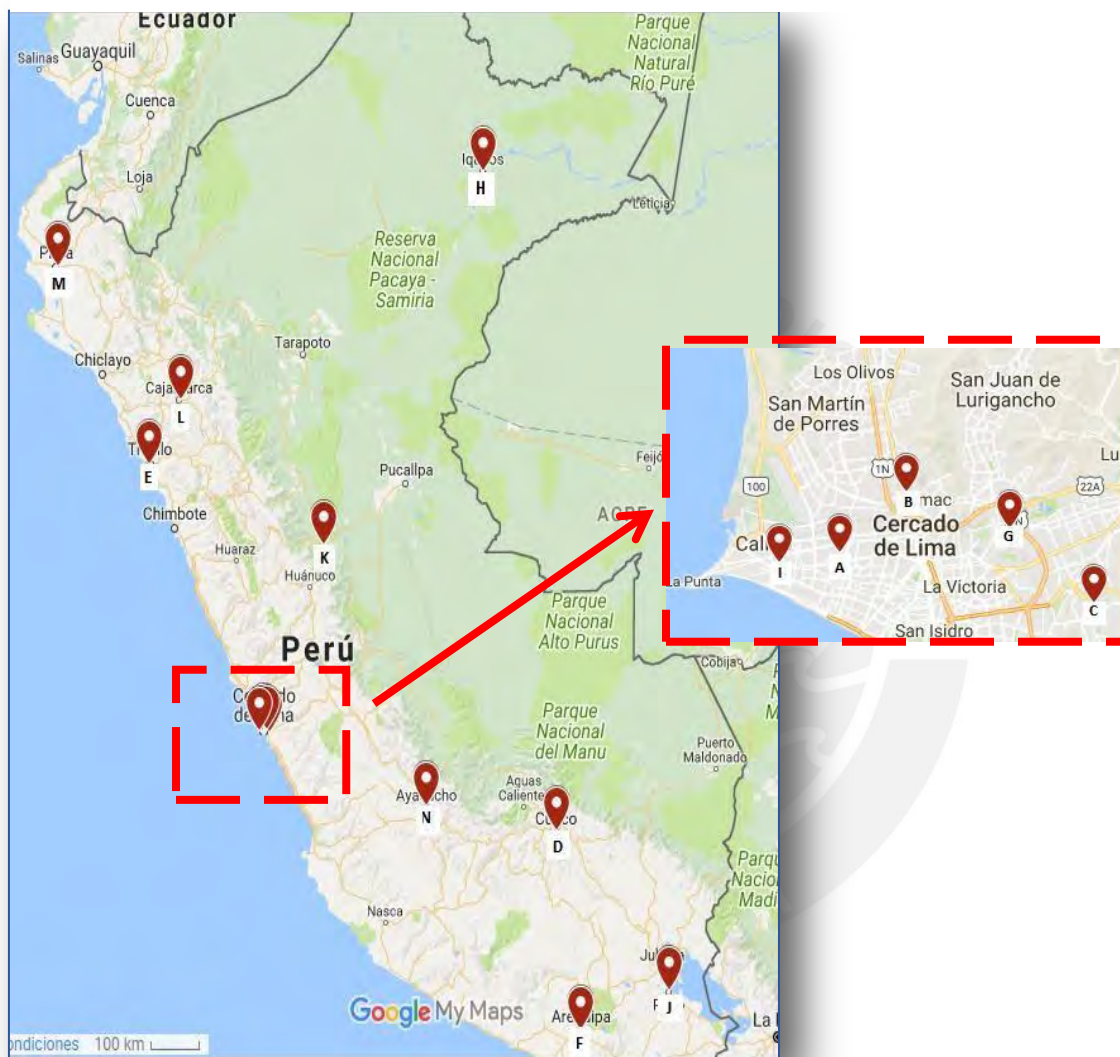 Ecuador
Parque
Nacional
Natural
Río Puré
Salinas
Guayaquil
Cuenca
Loja
H
Leticia
M
Reserva
Nacional
Pacaya -
Samiria
Tarapoto
Chiclayo
L
E
Pucallpa
Chimbote
Huaraz
K
Huánuco
Perú
Parque
Nacional
Alto Purus
Cobija
Parque
Nacional
del Manu
Puerto
Maldonado
Aguas
Caliente
N
D
Nasca
J
F
Google My Maps
100 km
Los Olivos
San Juan de
Lurigancho
San Martín
de Porres
1N
100
22A
B
Cercado
de Lima
G
I
A
La Punta
La Victoria
C
San Isidro